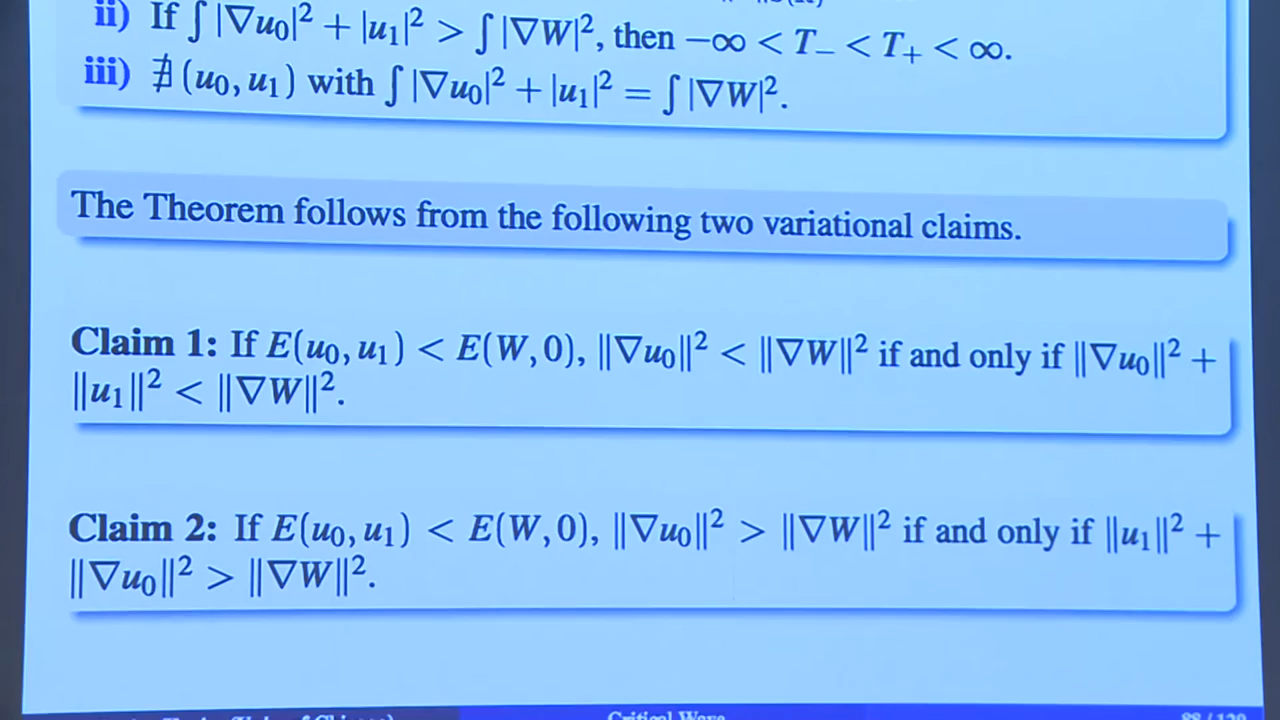 ii) If ∫ |∇u₀|² + |u₁|² > ∫ |∇W|², then −∞ < T₋ < T₊ < ∞.
iii) ∄ (u₀, u₁) with ∫ |∇u₀|² + |u₁|² = ∫ |∇W|².
The Theorem follows from the following two variational claims.
Claim 1: If E(u₀, u₁) < E(W, 0), ‖∇u₀‖² < ‖∇W‖² if and only if ‖∇u₀‖² +
‖u₁‖² < ‖∇W‖².
Claim 2: If E(u₀, u₁) < E(W, 0), ‖∇u₀‖² > ‖∇W‖² if and only if ‖u₁‖² +
‖∇u₀‖² > ‖∇W‖².
Critical Wave